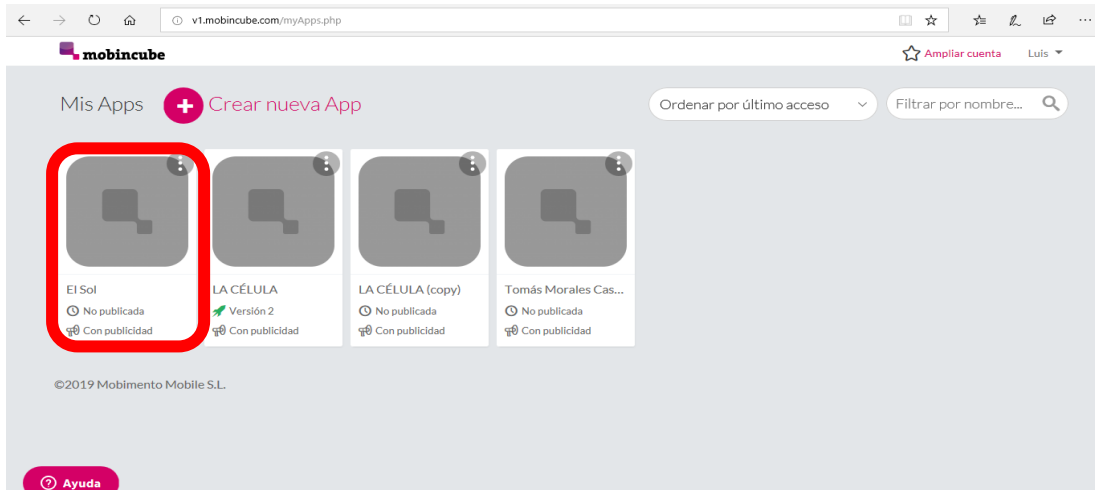 v1.mobincube.com/myApps.php
mobincube
Ampliar cuenta Luis
Mis Apps + Crear nueva App
Ordenar por último acceso
Filtrar por nombre...
El Sol
No publicada
Con publicidad
LA CÉLULA
Versión 2
Con publicidad
LA CÉLULA (copy)
No publicada
Con publicidad
Tomás Morales Cas...
No publicada
Con publicidad
©2019 Mobimento Mobile S.L.
? Ayuda